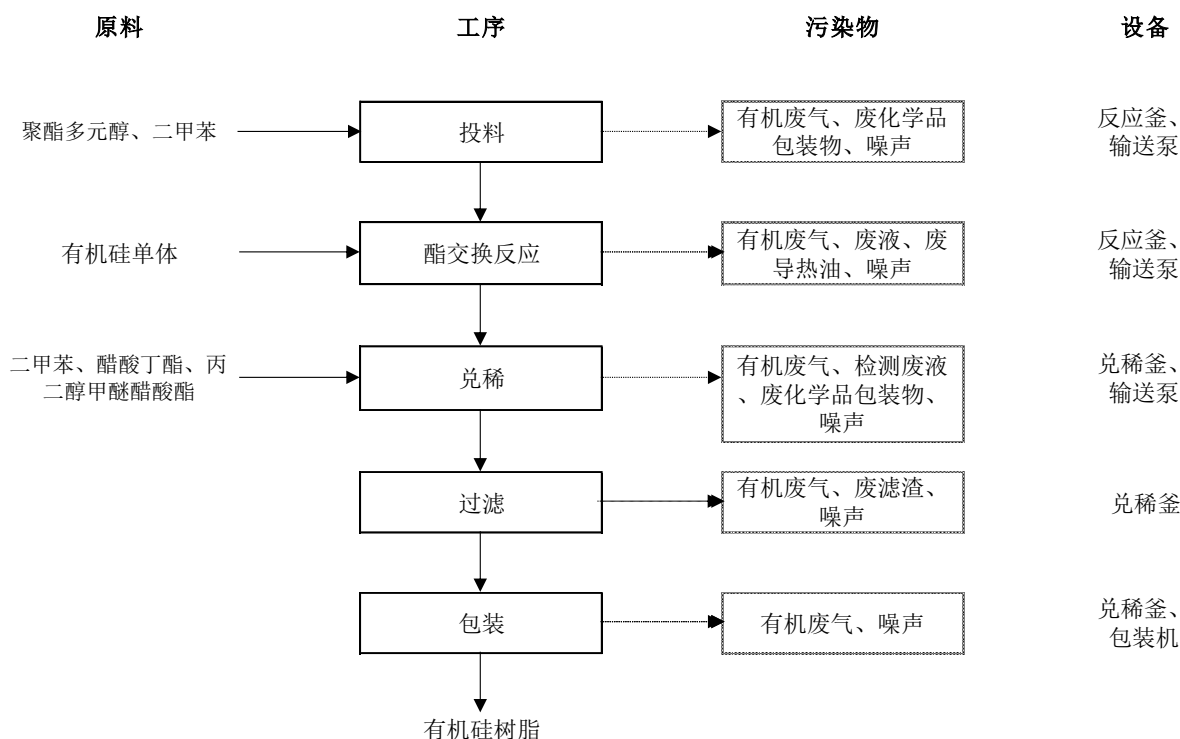 原料 工序 污染物 设备
聚酯多元醇、二甲苯
投料
有机废气、废化学品
包装物、噪声
反应釜、
输送泵
有机硅单体
酯交换反应
有机废气、废液、废
导热油、噪声
反应釜、
输送泵
二甲苯、醋酸丁酯、丙
二醇甲醚醋酸酯
兑稀
有机废气、检测废液
、废化学品包装物、
噪声
兑稀釜、
输送泵
过滤
有机废气、废滤渣、
噪声
兑稀釜
包装
有机废气、噪声
兑稀釜、
包装机
有机硅树脂